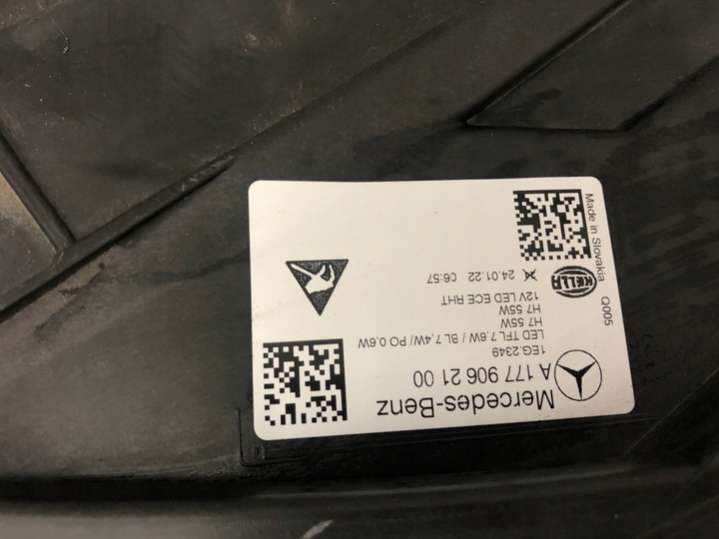 Mercedes-Benz
A 177 906 21 00
1EG.2349
LED TFL 7,6W / BL 7,4W/ PO 0,6W
H7 55W
H7 55W
12V LED ECE RHT
24.01.22 06:57
HELLA
Made in Slovakia Q005